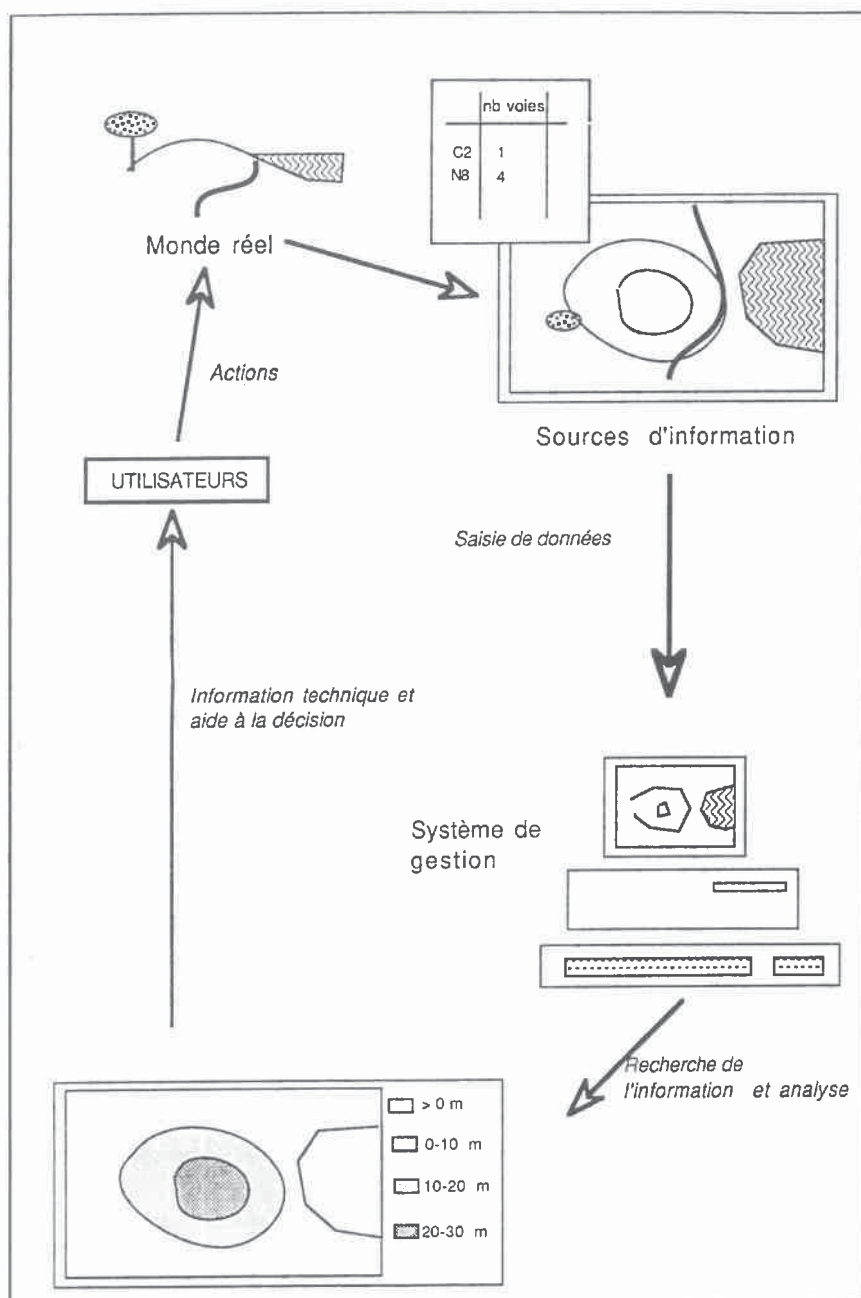 nb voies
C2 1
N8 4
Monde réel
Actions
Sources d'information
UTILISATEURS
Saisie de données
Information technique et
aide à la décision
Système de
gestion
Recherche de
l'information et analyse
> 0 m
0-10 m
10-20 m
20-30 m